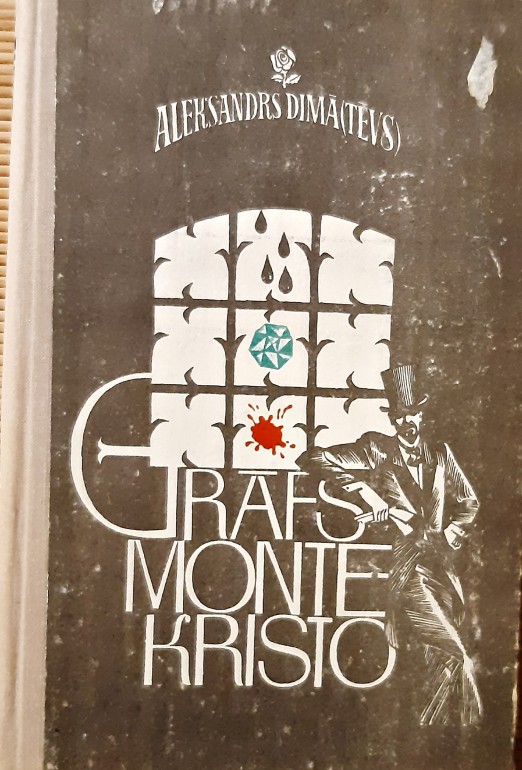 ALEKSANDRS DIMĀ (TĒVS)
GRĀFS
MONTE-
KRISTO